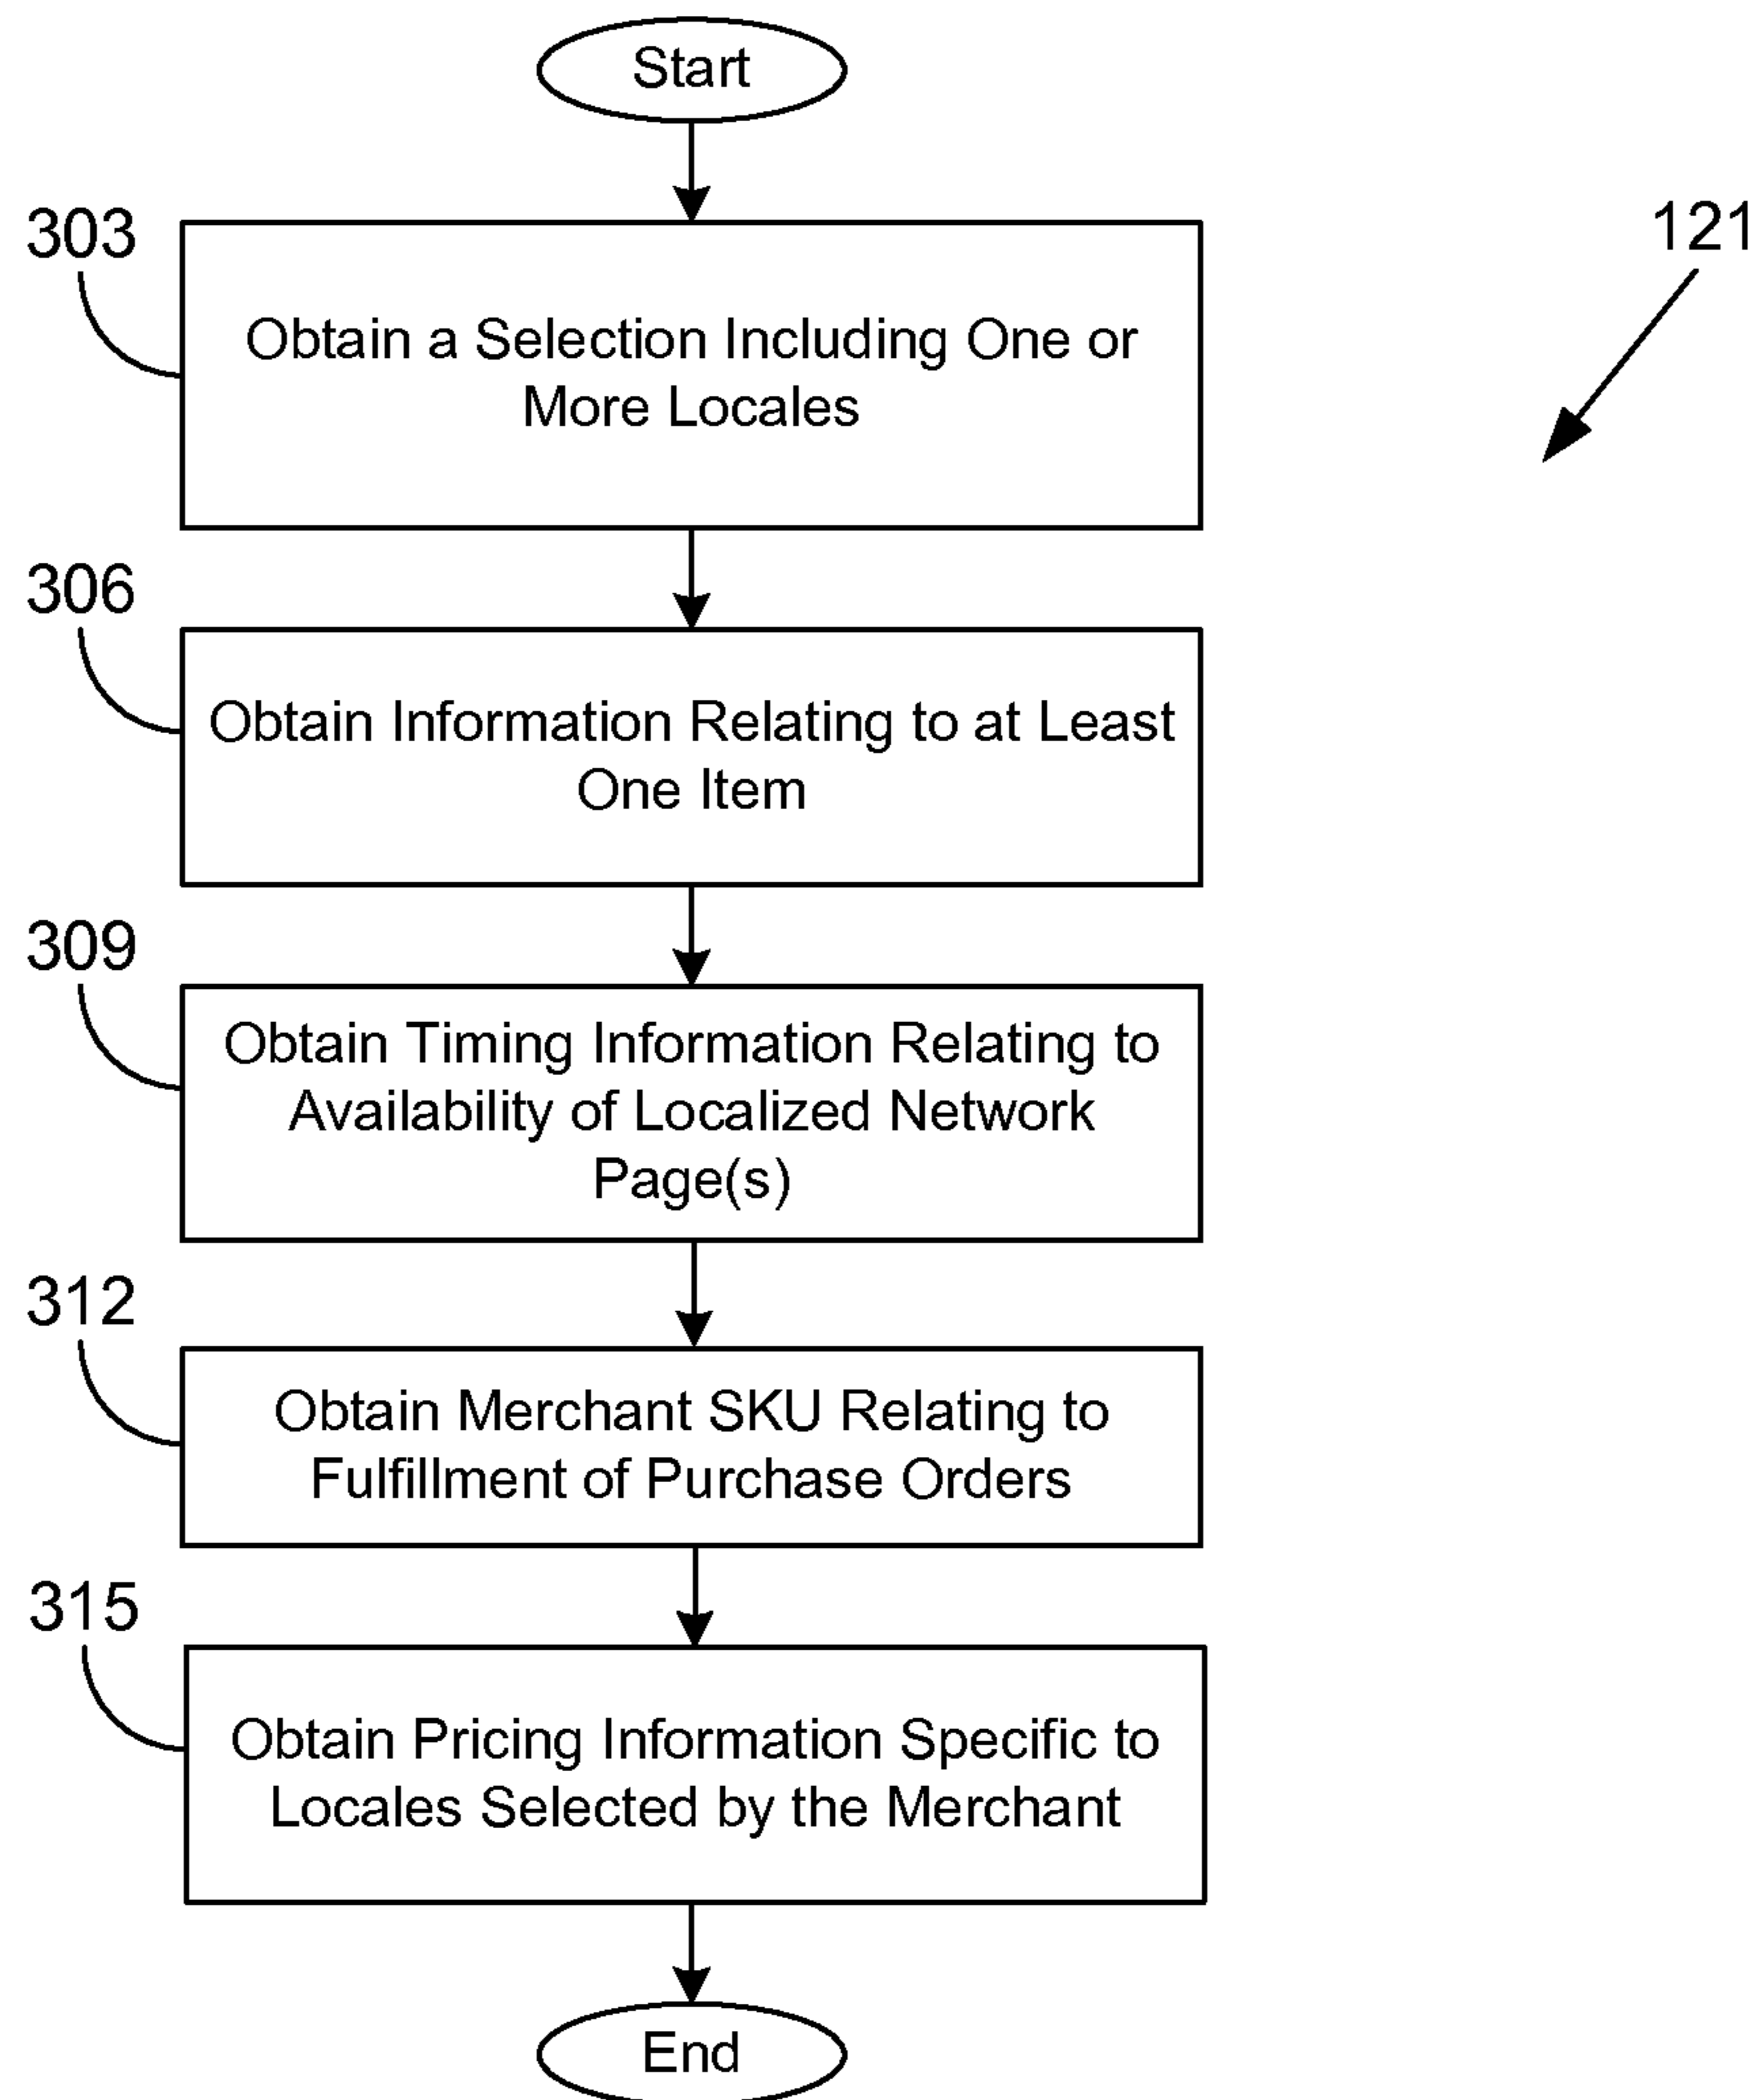 Start
303
121
Obtain a Selection Including One or
More Locales
306
Obtain Information Relating to at Least
One Item
309
Obtain Timing Information Relating to
Availability of Localized Network
Page(s)
312
Obtain Merchant SKU Relating to
Fulfillment of Purchase Orders
315
Obtain Pricing Information Specific to
Locales Selected by the Merchant
End